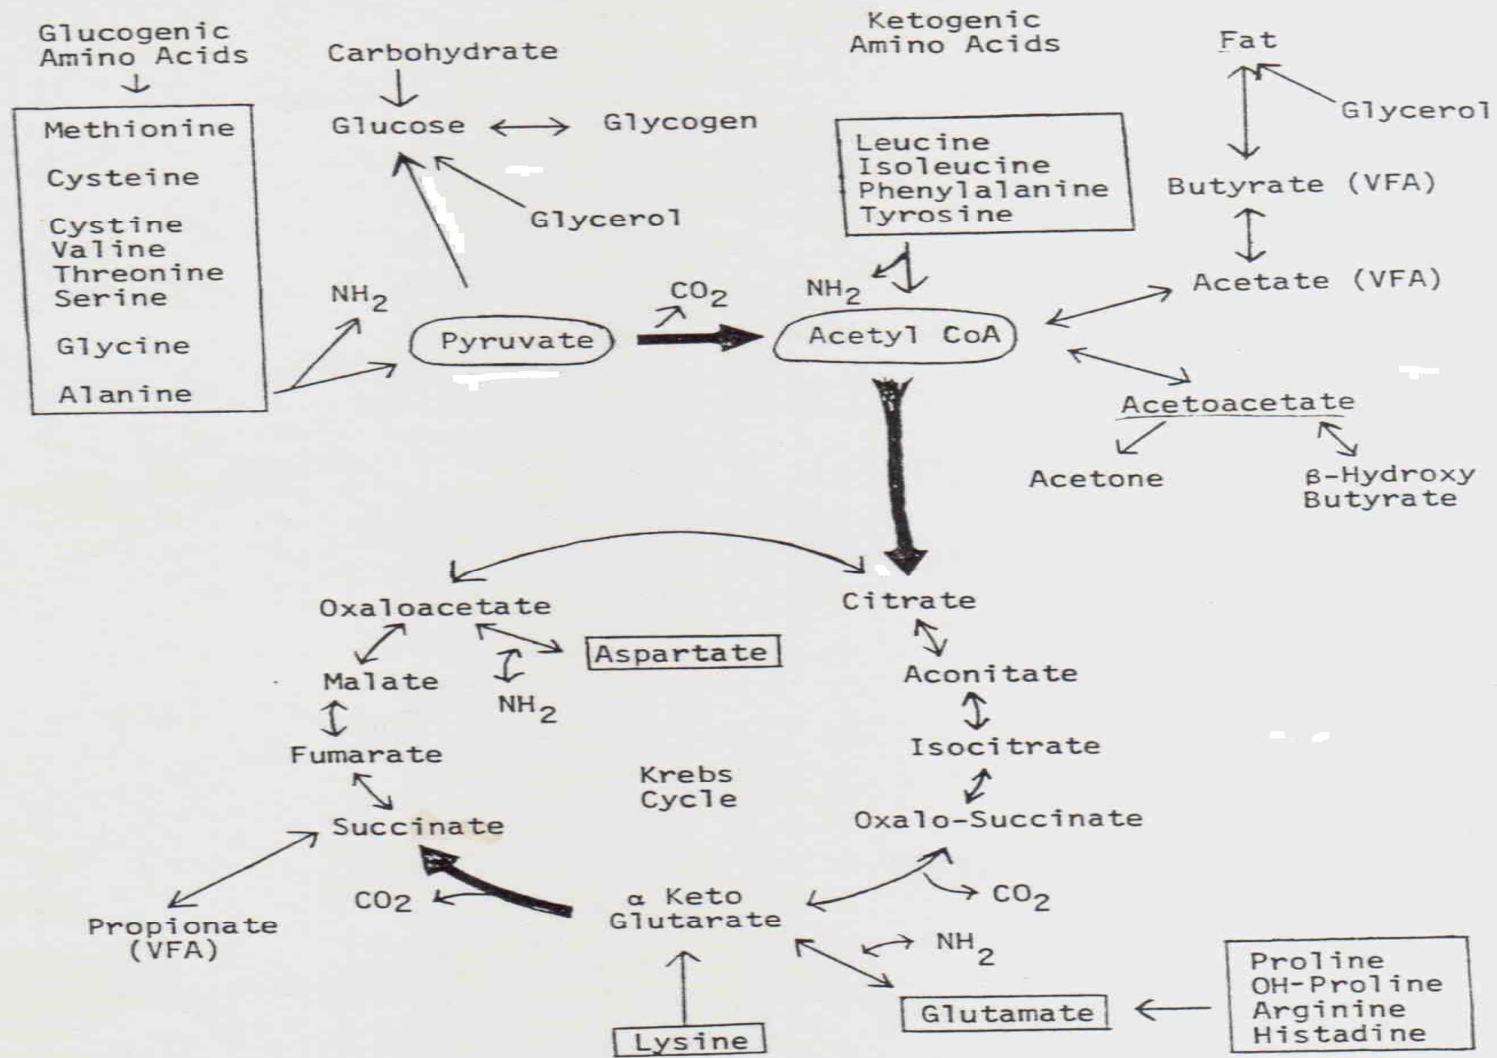 Glucogenic
Amino Acids
Methionine
Cysteine
Cystine
Valine
Threonine
Serine
Glycine
Alanine
NH2
Carbohydrate
Glucose
Glycogen
Glycerol
Pyruvate
CO2
Ketogenic
Amino Acids
Leucine
Isoleucine
Phenylalanine
Tyrosine
NH2
Acetyl CoA
Fat
Glycerol
Butyrate (VFA)
Acetate (VFA)
Acetoacetate
Acetone
β-Hydroxy
Butyrate
Oxaloacetate
Citrate
Aspartate
NH2
Malate
Aconitate
Fumarate
Isocitrate
Krebs
Cycle
Succinate
Oxalo-Succinate
CO2
α Keto
Glutarate
CO2
Propionate
(VFA)
NH2
Glutamate
Lysine
Proline
OH-Proline
Arginine
Histadine